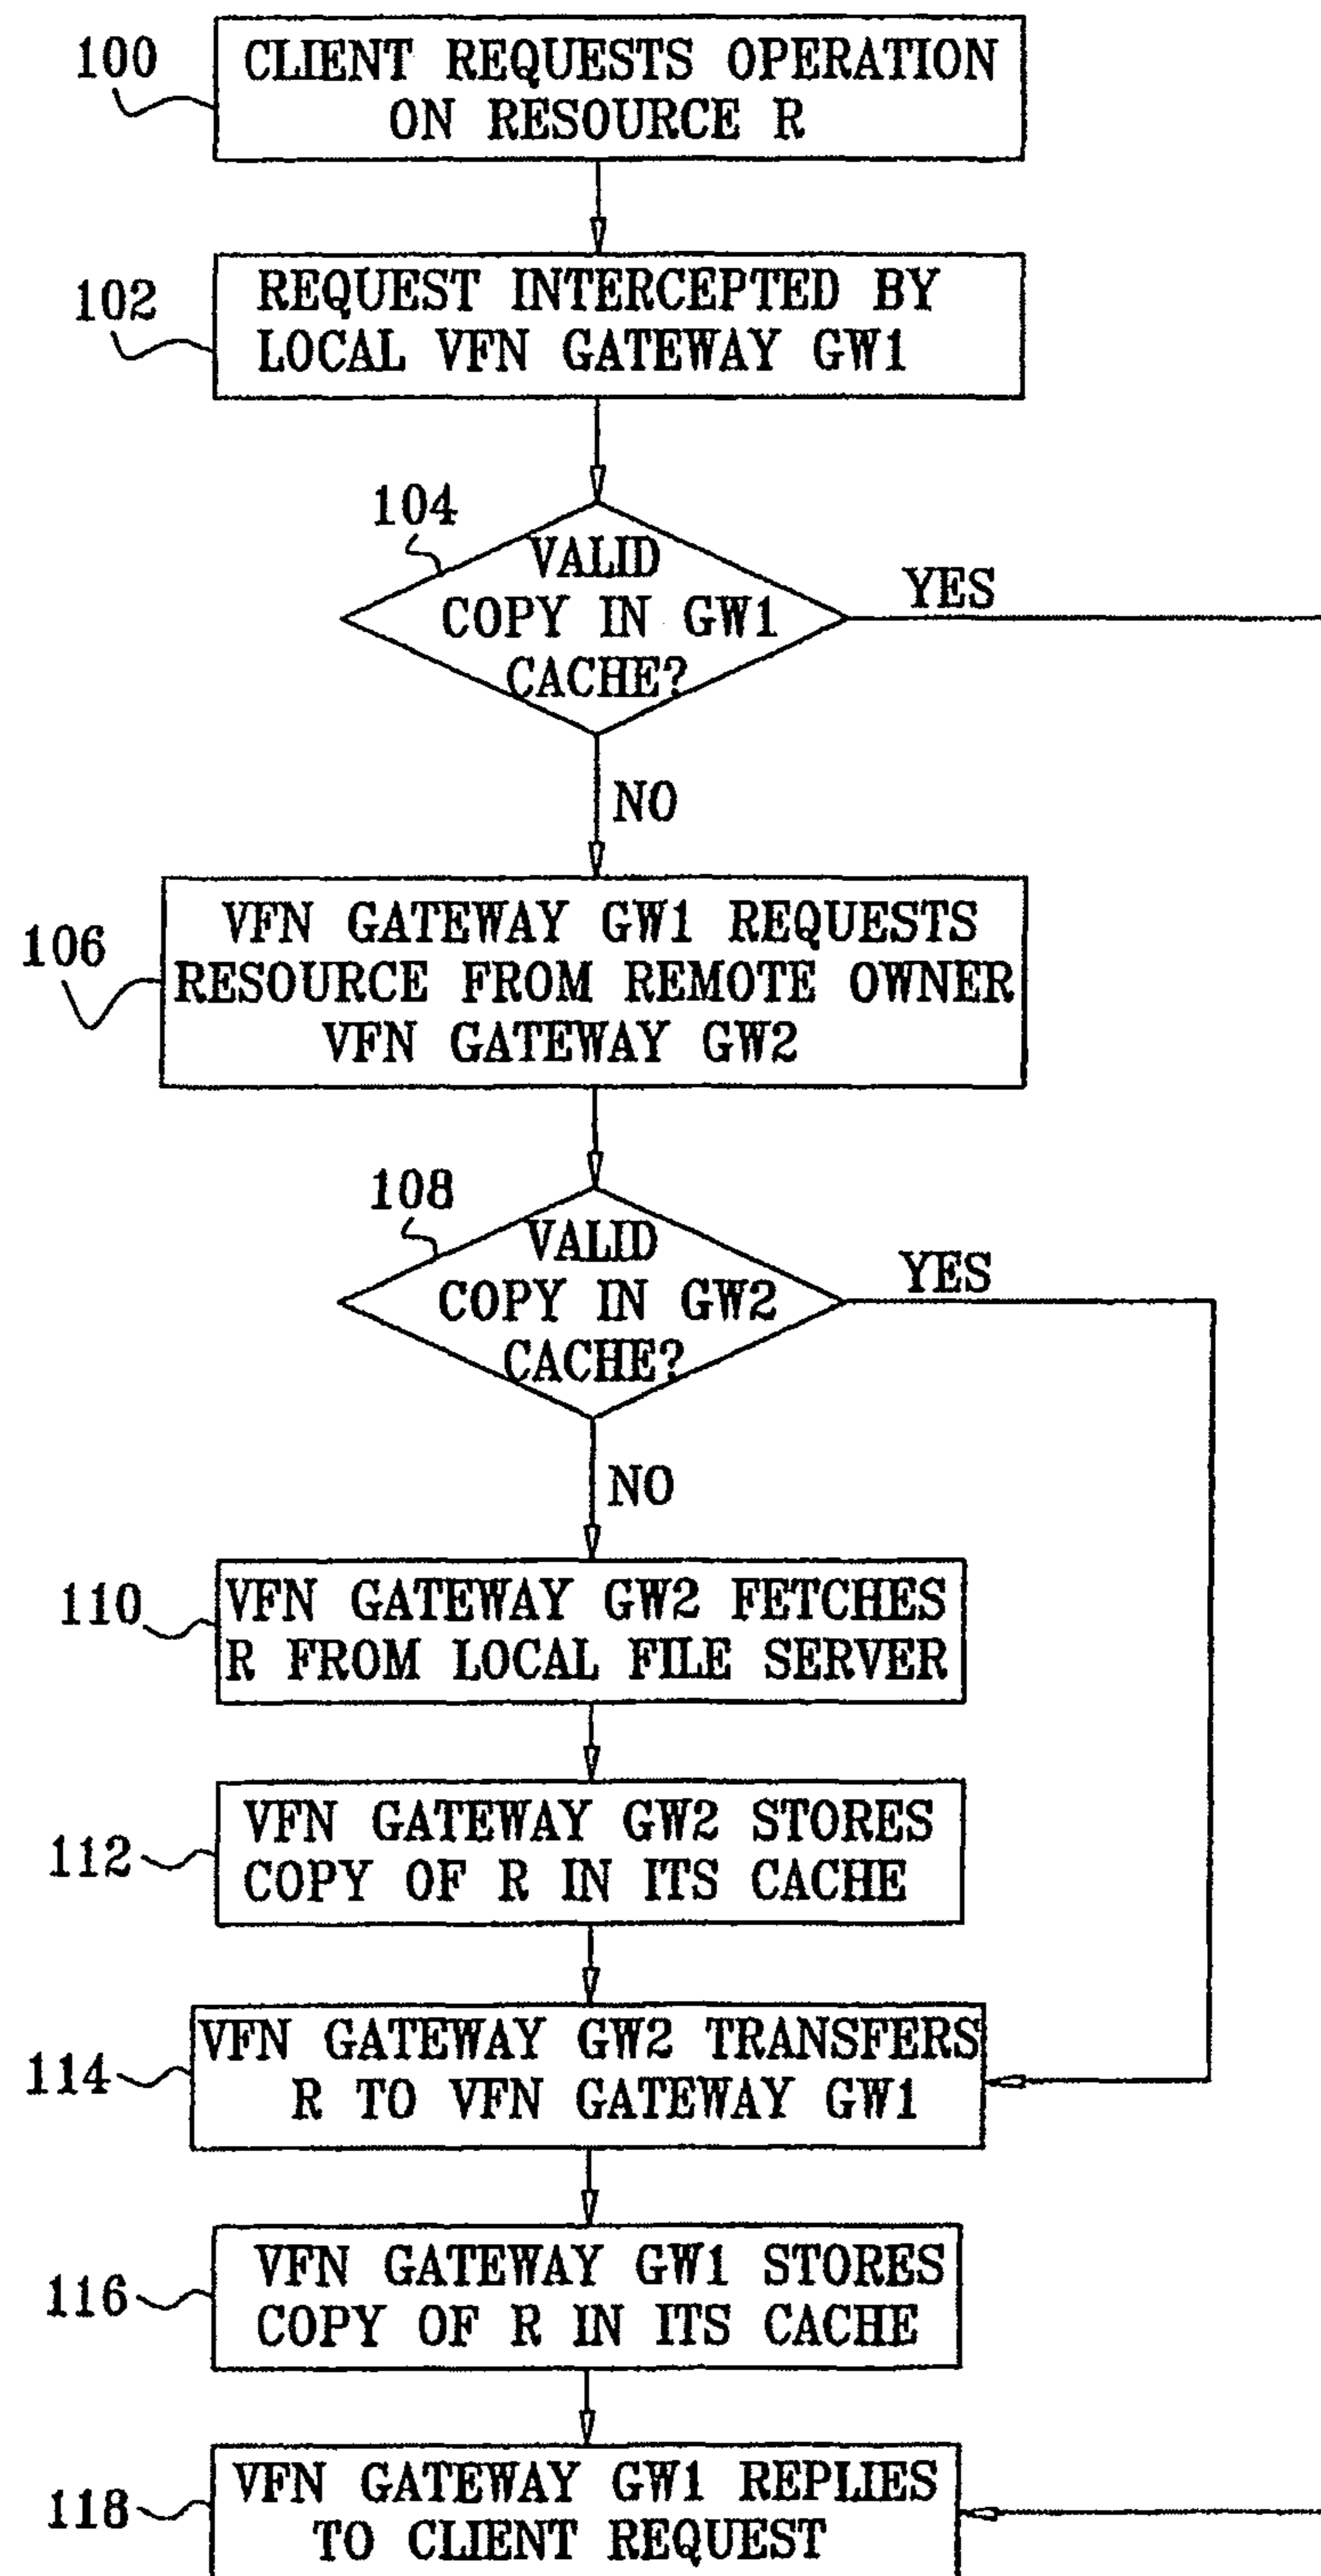 100
CLIENT REQUESTS OPERATION
ON RESOURCE R
102
REQUEST INTERCEPTED BY
LOCAL VFN GATEWAY GW1
104
VALID
COPY IN GW1
CACHE?
YES
NO
106
VFN GATEWAY GW1 REQUESTS
RESOURCE FROM REMOTE OWNER
VFN GATEWAY GW2
108
VALID
COPY IN GW2
CACHE?
YES
NO
110
VFN GATEWAY GW2 FETCHES
R FROM LOCAL FILE SERVER
112
VFN GATEWAY GW2 STORES
COPY OF R IN ITS CACHE
114
VFN GATEWAY GW2 TRANSFERS
R TO VFN GATEWAY GW1
116
VFN GATEWAY GW1 STORES
COPY OF R IN ITS CACHE
118
VFN GATEWAY GW1 REPLIES
TO CLIENT REQUEST